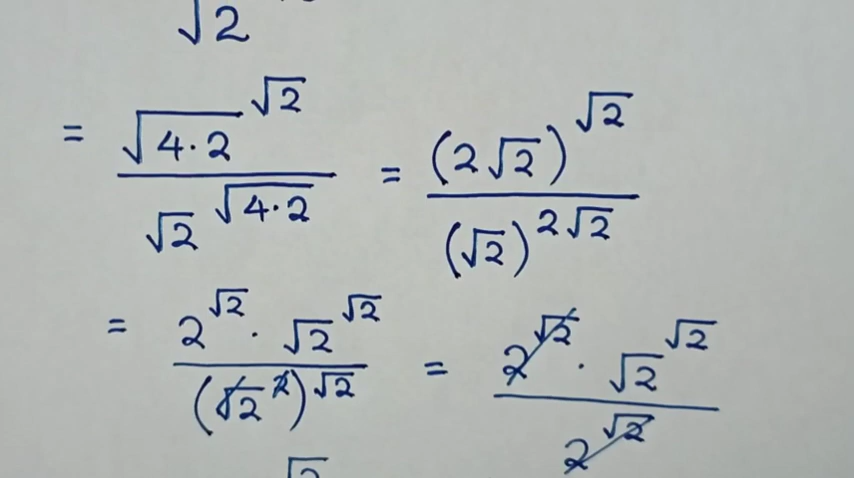 √2
= √(4·2)^√2 / √2^√(4·2) = (2√2)^√2 / (√2)^(2√2)
= 2^√2 · √2^√2 / (√2^2)^√2 = 2^√2 · √2^√2 / 2^√2